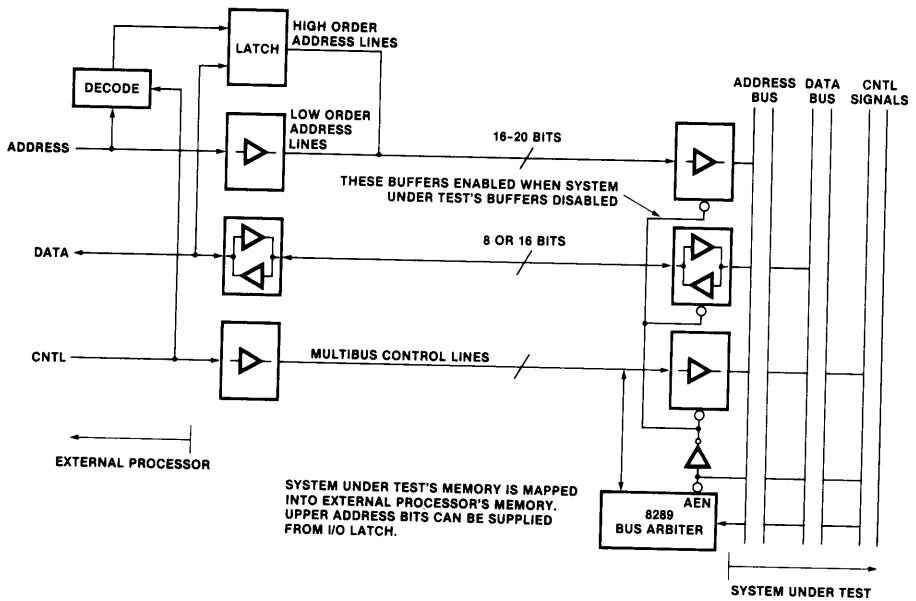 HIGH ORDER
ADDRESS LINES
LATCH
DECODE
ADDRESS
BUS
DATA
BUS
CNTL
SIGNALS
LOW ORDER
ADDRESS
LINES
ADDRESS
16-20 BITS
THESE BUFFERS ENABLED WHEN SYSTEM
UNDER TEST'S BUFFERS DISABLED
DATA
8 OR 16 BITS
CNTL
MULTIBUS CONTROL LINES
EXTERNAL PROCESSOR
SYSTEM UNDER TEST'S MEMORY IS MAPPED
INTO EXTERNAL PROCESSOR'S MEMORY.
UPPER ADDRESS BITS CAN BE SUPPLIED
FROM I/O LATCH.
AEN
8289
BUS ARBITER
SYSTEM UNDER TEST